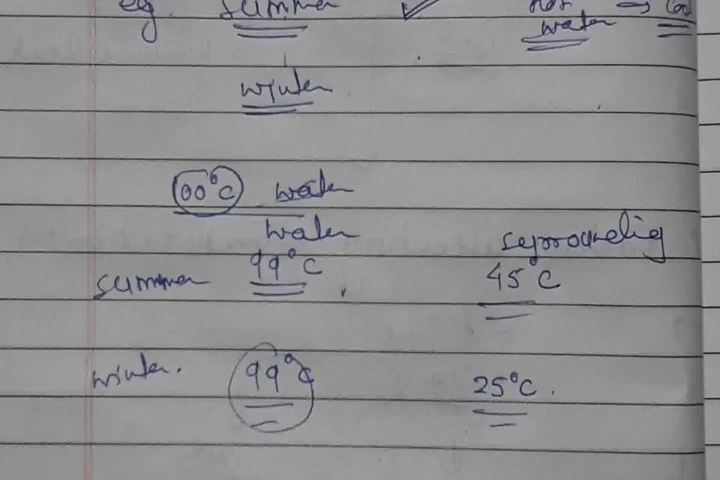 eg. summer
water
winter
100°C water
water surrounding
summer 99°C 45°C
winter. 99°C 25°C.